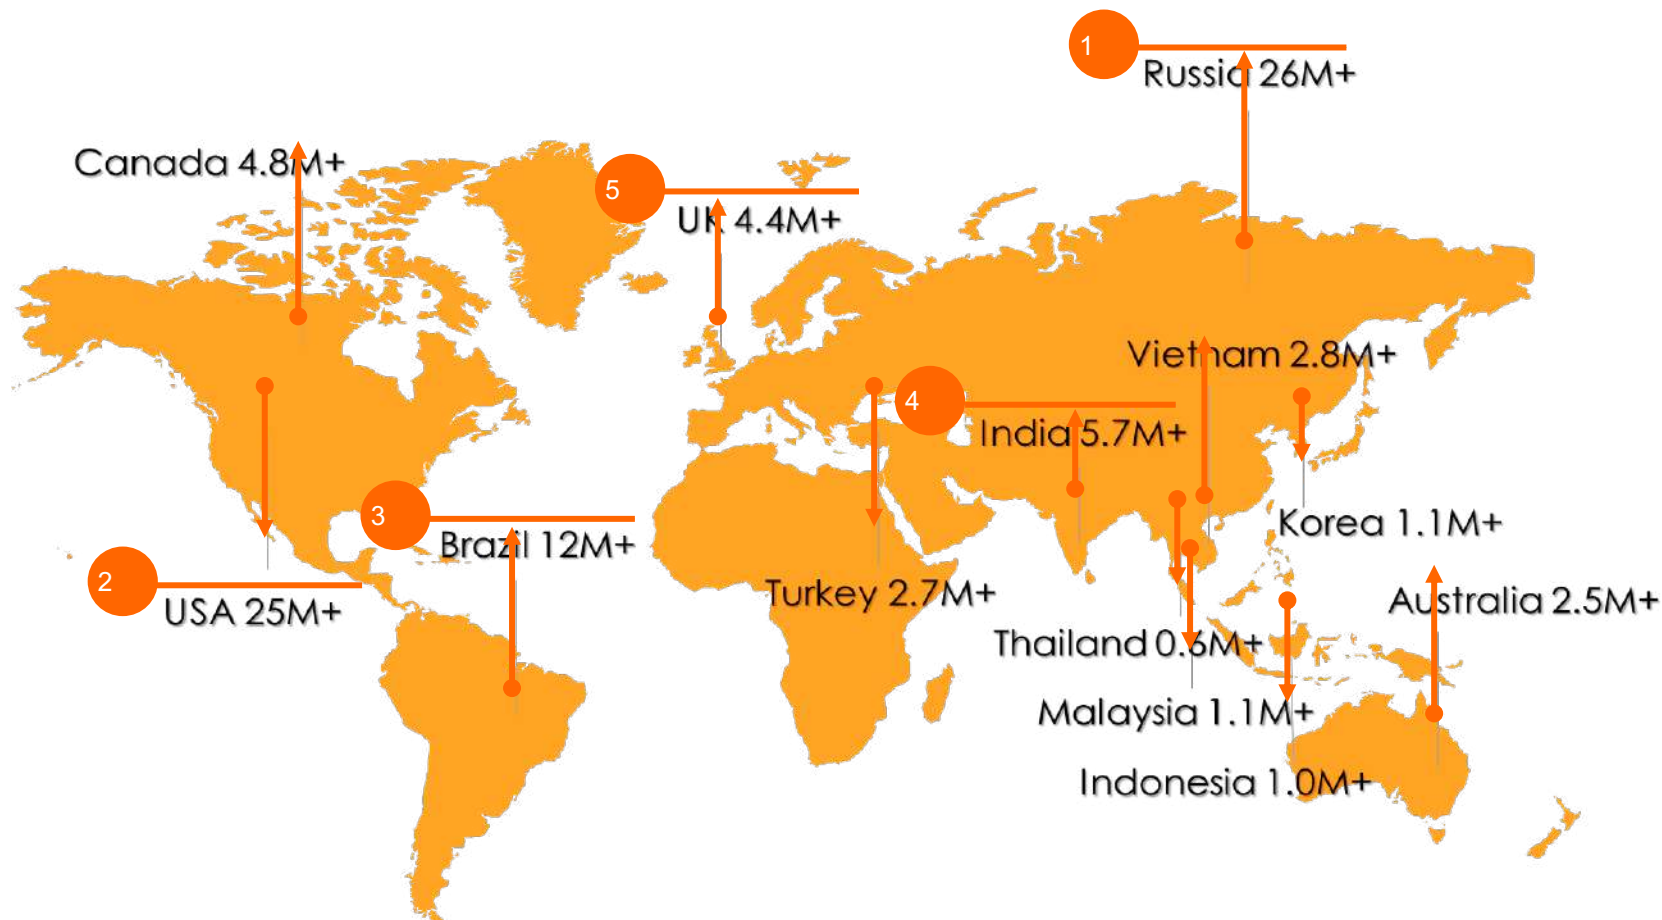 1
Russia 26M+
Canada 4.8M+
5
UK 4.4M+
Vietnam 2.8M+
4
India 5.7M+
3
Brazil 12M+
Korea 1.1M+
2
USA 25M+
Turkey 2.7M+
Australia 2.5M+
Thailand 0.6M+
Malaysia 1.1M+
Indonesia 1.0M+